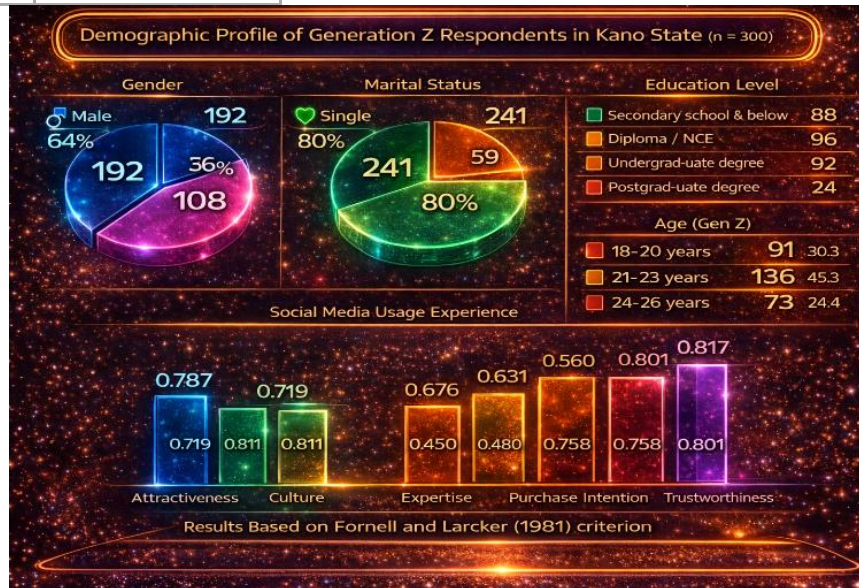 Demographic Profile of Generation Z Respondents in Kano State (n = 300)
Gender
Male 192
64%
192
36%
108
Marital Status
Single 241
80%
241
59
80%
Education Level
Secondary school & below 88
Diploma / NCE 96
Undergrad-uate degree 92
Postgrad-uate degree 24
Age (Gen Z)
18-20 years 91 30.3
21-23 years 136 45.3
24-26 years 73 24.4
Social Media Usage Experience
0.787 0.719 0.676 0.631 0.560 0.801 0.817
0.719 0.811 0.811 0.450 0.480 0.758 0.758 0.801
Attractiveness Culture Expertise Purchase Intention Trustworthiness
Results Based on Fornell and Larcker (1981) criterion